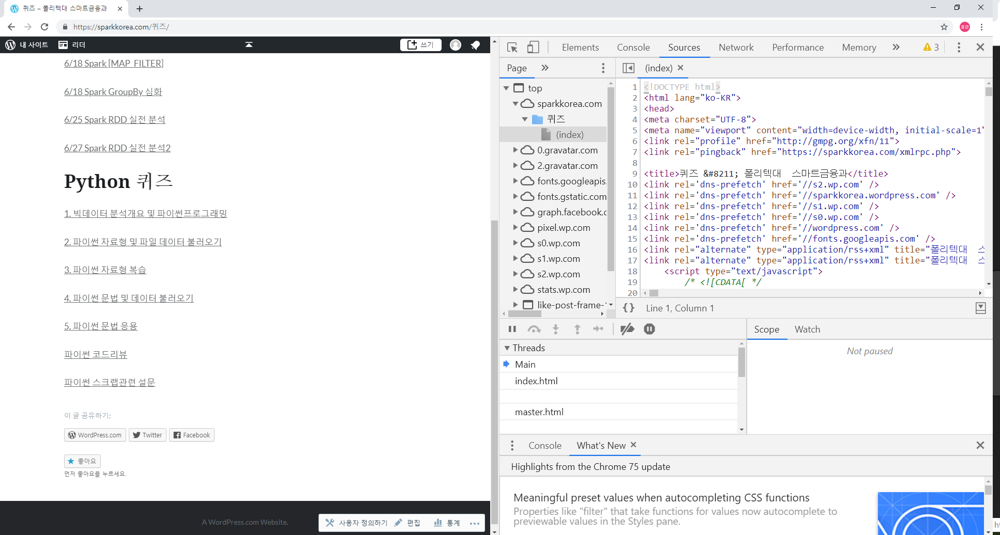 퀴즈 – 폴리텍대 스마트금융과
https://sparkkorea.com/퀴즈/
효관
내 사이트
리더
쓰기
6/18 Spark [MAP_FILTER]
6/18 Spark GroupBy 심화
6/25 Spark RDD 실전 분석
6/27 Spark RDD 실전 분석2
Python 퀴즈
1. 빅데이터 분석개요 및 파이썬프로그래밍
2. 파이썬 자료형 및 파일 데이터 불러오기
3. 파이썬 자료형 복습
4. 파이썬 문법 및 데이터 불러오기
5. 파이썬 문법 응용
파이썬 코드리뷰
파이썬 스크랩관련 설문
이 글 공유하기:
WordPress.com
Twitter
Facebook
좋아요
먼저 좋아요를 누르세요.
A WordPress.com Website.
사용자 정의하기
편집
통계
Elements
Console
Sources
Network
Performance
Memory
3
Page
(index)
top
sparkkorea.com
퀴즈
(index)
0.gravatar.com
2.gravatar.com
fonts.googleapis.
fonts.gstatic.com
graph.facebook.c
pixel.wp.com
s0.wp.com
s1.wp.com
s2.wp.com
stats.wp.com
like-post-frame-
1 <!DOCTYPE html>
2 <html lang="ko-KR">
3 <head>
4 <meta charset="UTF-8">
5 <meta name="viewport" content="width=device-width, initial-scale=1"
6 <link rel="profile" href="http://gmpg.org/xfn/11">
7 <link rel="pingback" href="https://sparkkorea.com/xmlrpc.php">
8
9 <title>퀴즈 &#8211; 폴리텍대  스마트금융과</title>
10 <link rel='dns-prefetch' href='//s2.wp.com' />
11 <link rel='dns-prefetch' href='//sparkkorea.wordpress.com' />
12 <link rel='dns-prefetch' href='//s1.wp.com' />
13 <link rel='dns-prefetch' href='//s0.wp.com' />
14 <link rel='dns-prefetch' href='//wordpress.com' />
15 <link rel='dns-prefetch' href='//fonts.googleapis.com' />
16 <link rel="alternate" type="application/rss+xml" title="폴리텍대  스
17 <link rel="alternate" type="application/rss+xml" title="폴리텍대  스
18 <script type="text/javascript">
19 /* <![CDATA[ */
20
{ } Line 1, Column 1
Threads
Main
index.html
master.html
Scope
Watch
Not paused
Console
What's New
Highlights from the Chrome 75 update
Meaningful preset values when autocompleting CSS functions
Properties like "filter" that take functions for values now autocomplete to
previewable values in the Styles pane.